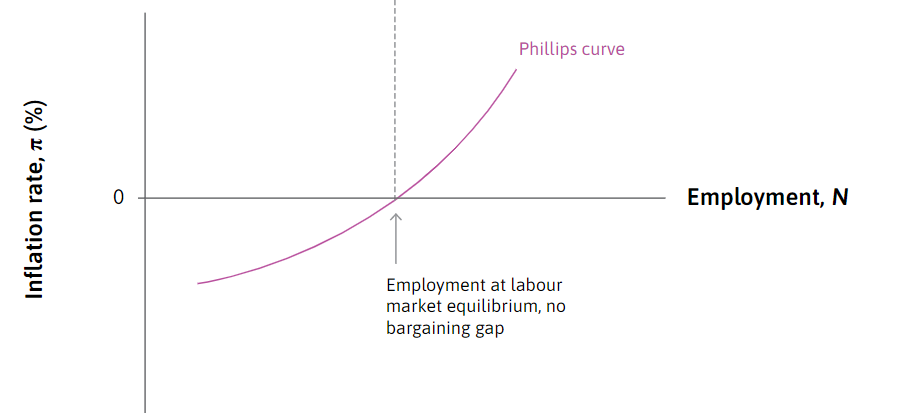 Phillips curve
Inflation rate, π (%)
0
Employment, N
Employment at labour
market equilibrium, no
bargaining gap